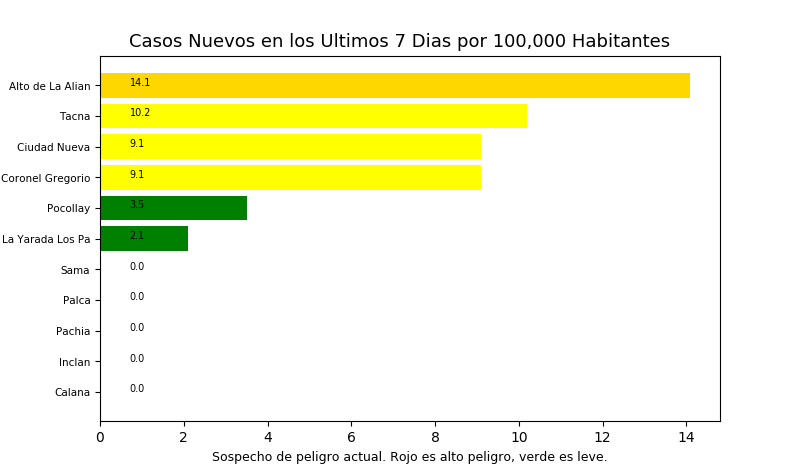 Casos Nuevos en los Ultimos 7 Dias por 100,000 Habitantes
Alto de La Alian 14.1
Tacna 10.2
Ciudad Nueva 9.1
Coronel Gregorio 9.1
Pocollay 3.5
La Yarada Los Pa 2.1
Sama 0.0
Palca 0.0
Pachia 0.0
Inclan 0.0
Calana 0.0
0 2 4 6 8 10 12 14
Sospecho de peligro actual. Rojo es alto peligro, verde es leve.